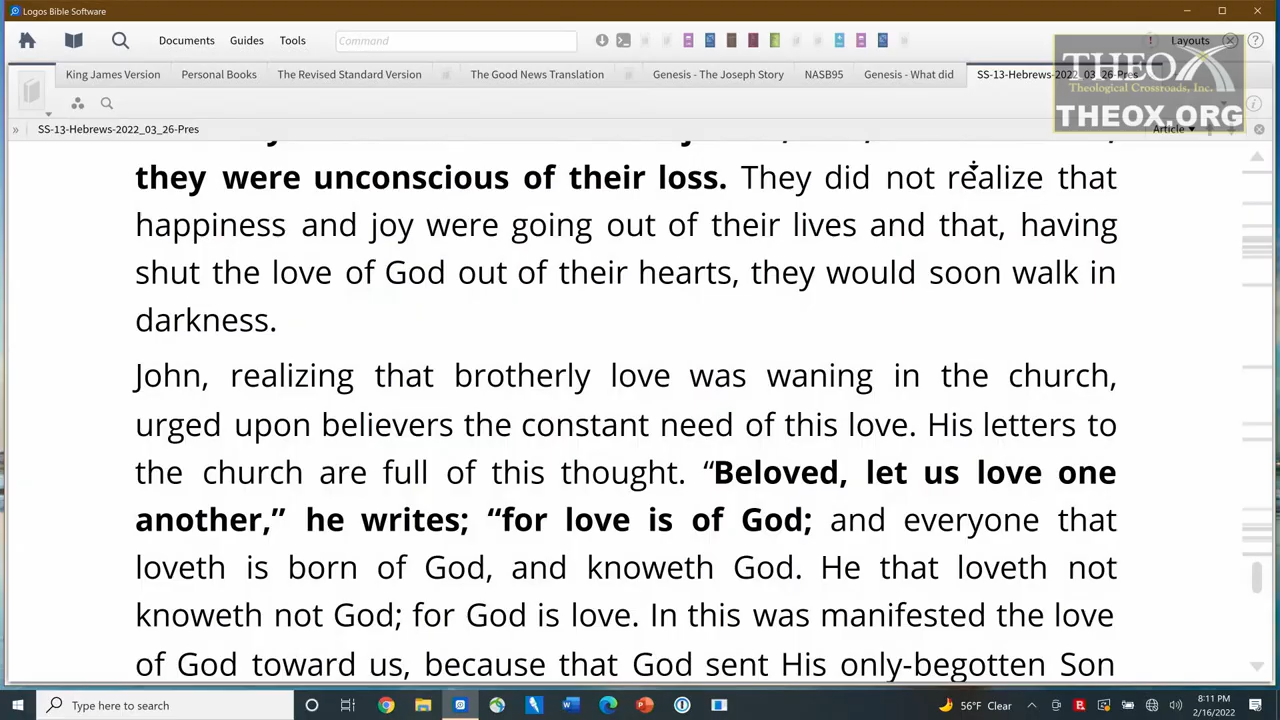 Logos Bible Software
Documents Guides Tools Command Layouts
King James Version Personal Books The Revised Standard Version The Good News Translation Genesis - The Joseph Story NASB95 Genesis - What did SS-13-Hebrews-2022_03_26-Pres
THEOX
Theological Crossroads, Inc.
THEOX.ORG
SS-13-Hebrews-2022_03_26-Pres Article
they were unconscious of their loss. They did not realize that
happiness and joy were going out of their lives and that, having
shut the love of God out of their hearts, they would soon walk in
darkness.
John, realizing that brotherly love was waning in the church,
urged upon believers the constant need of this love. His letters to
the church are full of this thought. “Beloved, let us love one
another,” he writes; “for love is of God; and everyone that
loveth is born of God, and knoweth God. He that loveth not
knoweth not God; for God is love. In this was manifested the love
of God toward us, because that God sent His only-begotten Son
Type here to search
56°F Clear
8:11 PM
2/16/2022